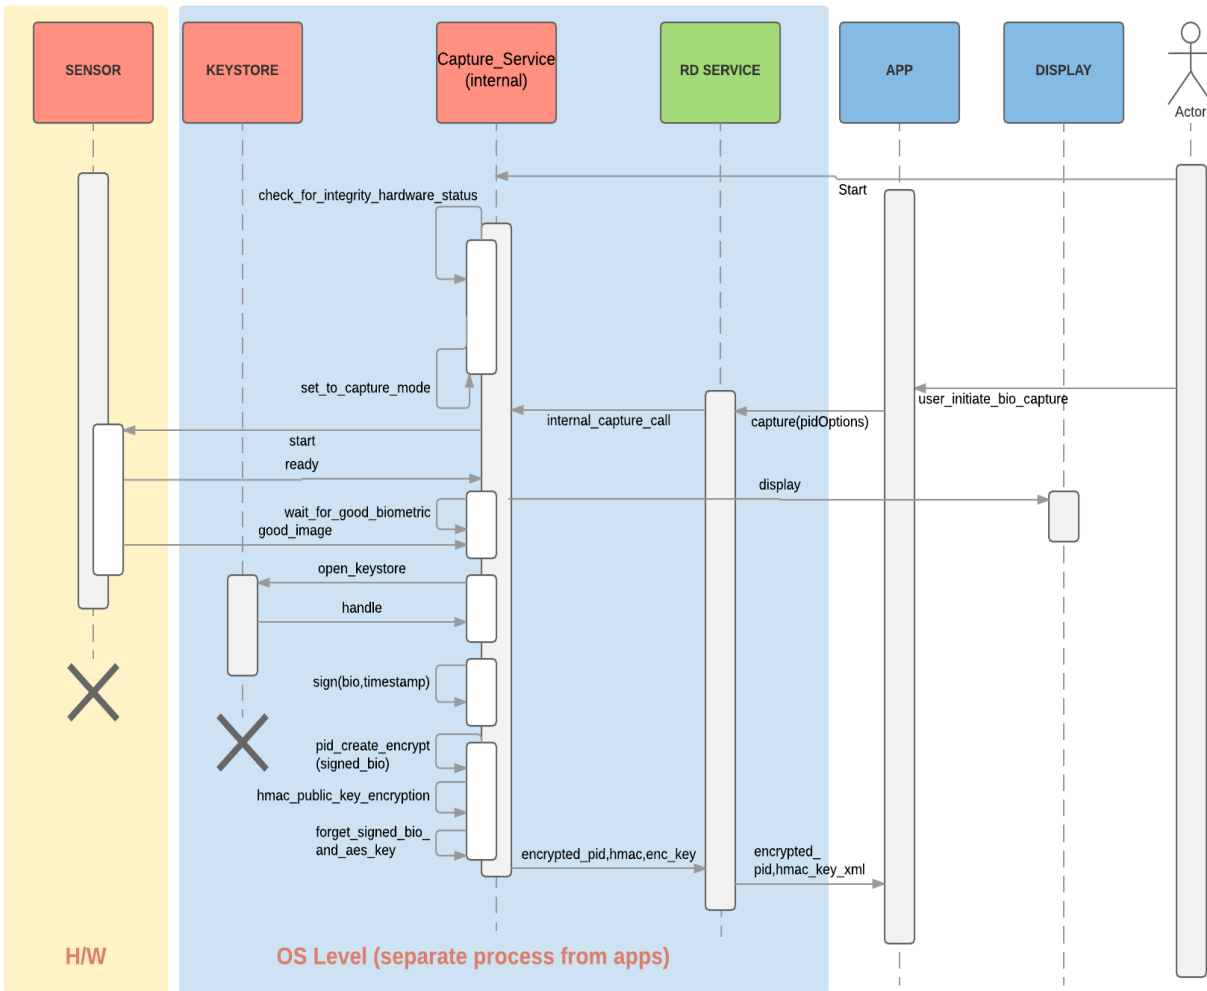 SENSOR
KEYSTORE
Capture_Service
(internal)
RD SERVICE
APP
DISPLAY
Actor
Start
check_for_integrity_hardware_status
set_to_capture_mode
user_initiate_bio_capture
internal_capture_call
capture(pidOptions)
start
ready
display
wait_for_good_biometric
good_image
open_keystore
handle
sign(bio,timestamp)
pid_create_encrypt
(signed_bio)
hmac_public_key_encryption
forget_signed_bio_
and_aes_key
encrypted_pid,hmac,enc_key
encrypted_
pid,hmac_key_xml
H/W
OS Level (separate process from apps)